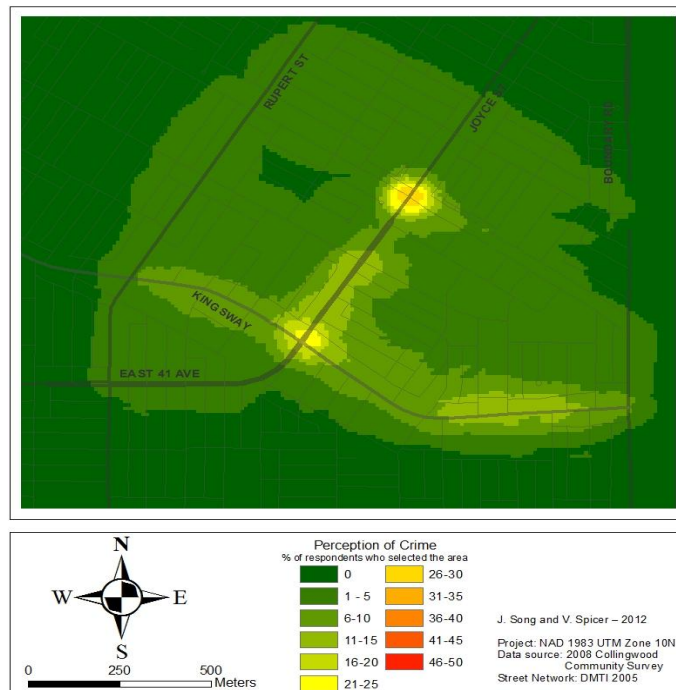 RUPERT ST
JOYCE
BOUNDARY RD
KINGSWAY
EAST 41 AVE
N
W E
S
0 250 500
Meters
Perception of Crime
% of respondents who selected the area
0
1 - 5
6-10
11-15
16-20
21-25
26-30
31-35
36-40
41-45
46-50
J. Song and V. Spicer – 2012
Project: NAD 1983 UTM Zone 10N
Data source: 2008 Collingwood
Community Survey
Street Network: DMTI 2005